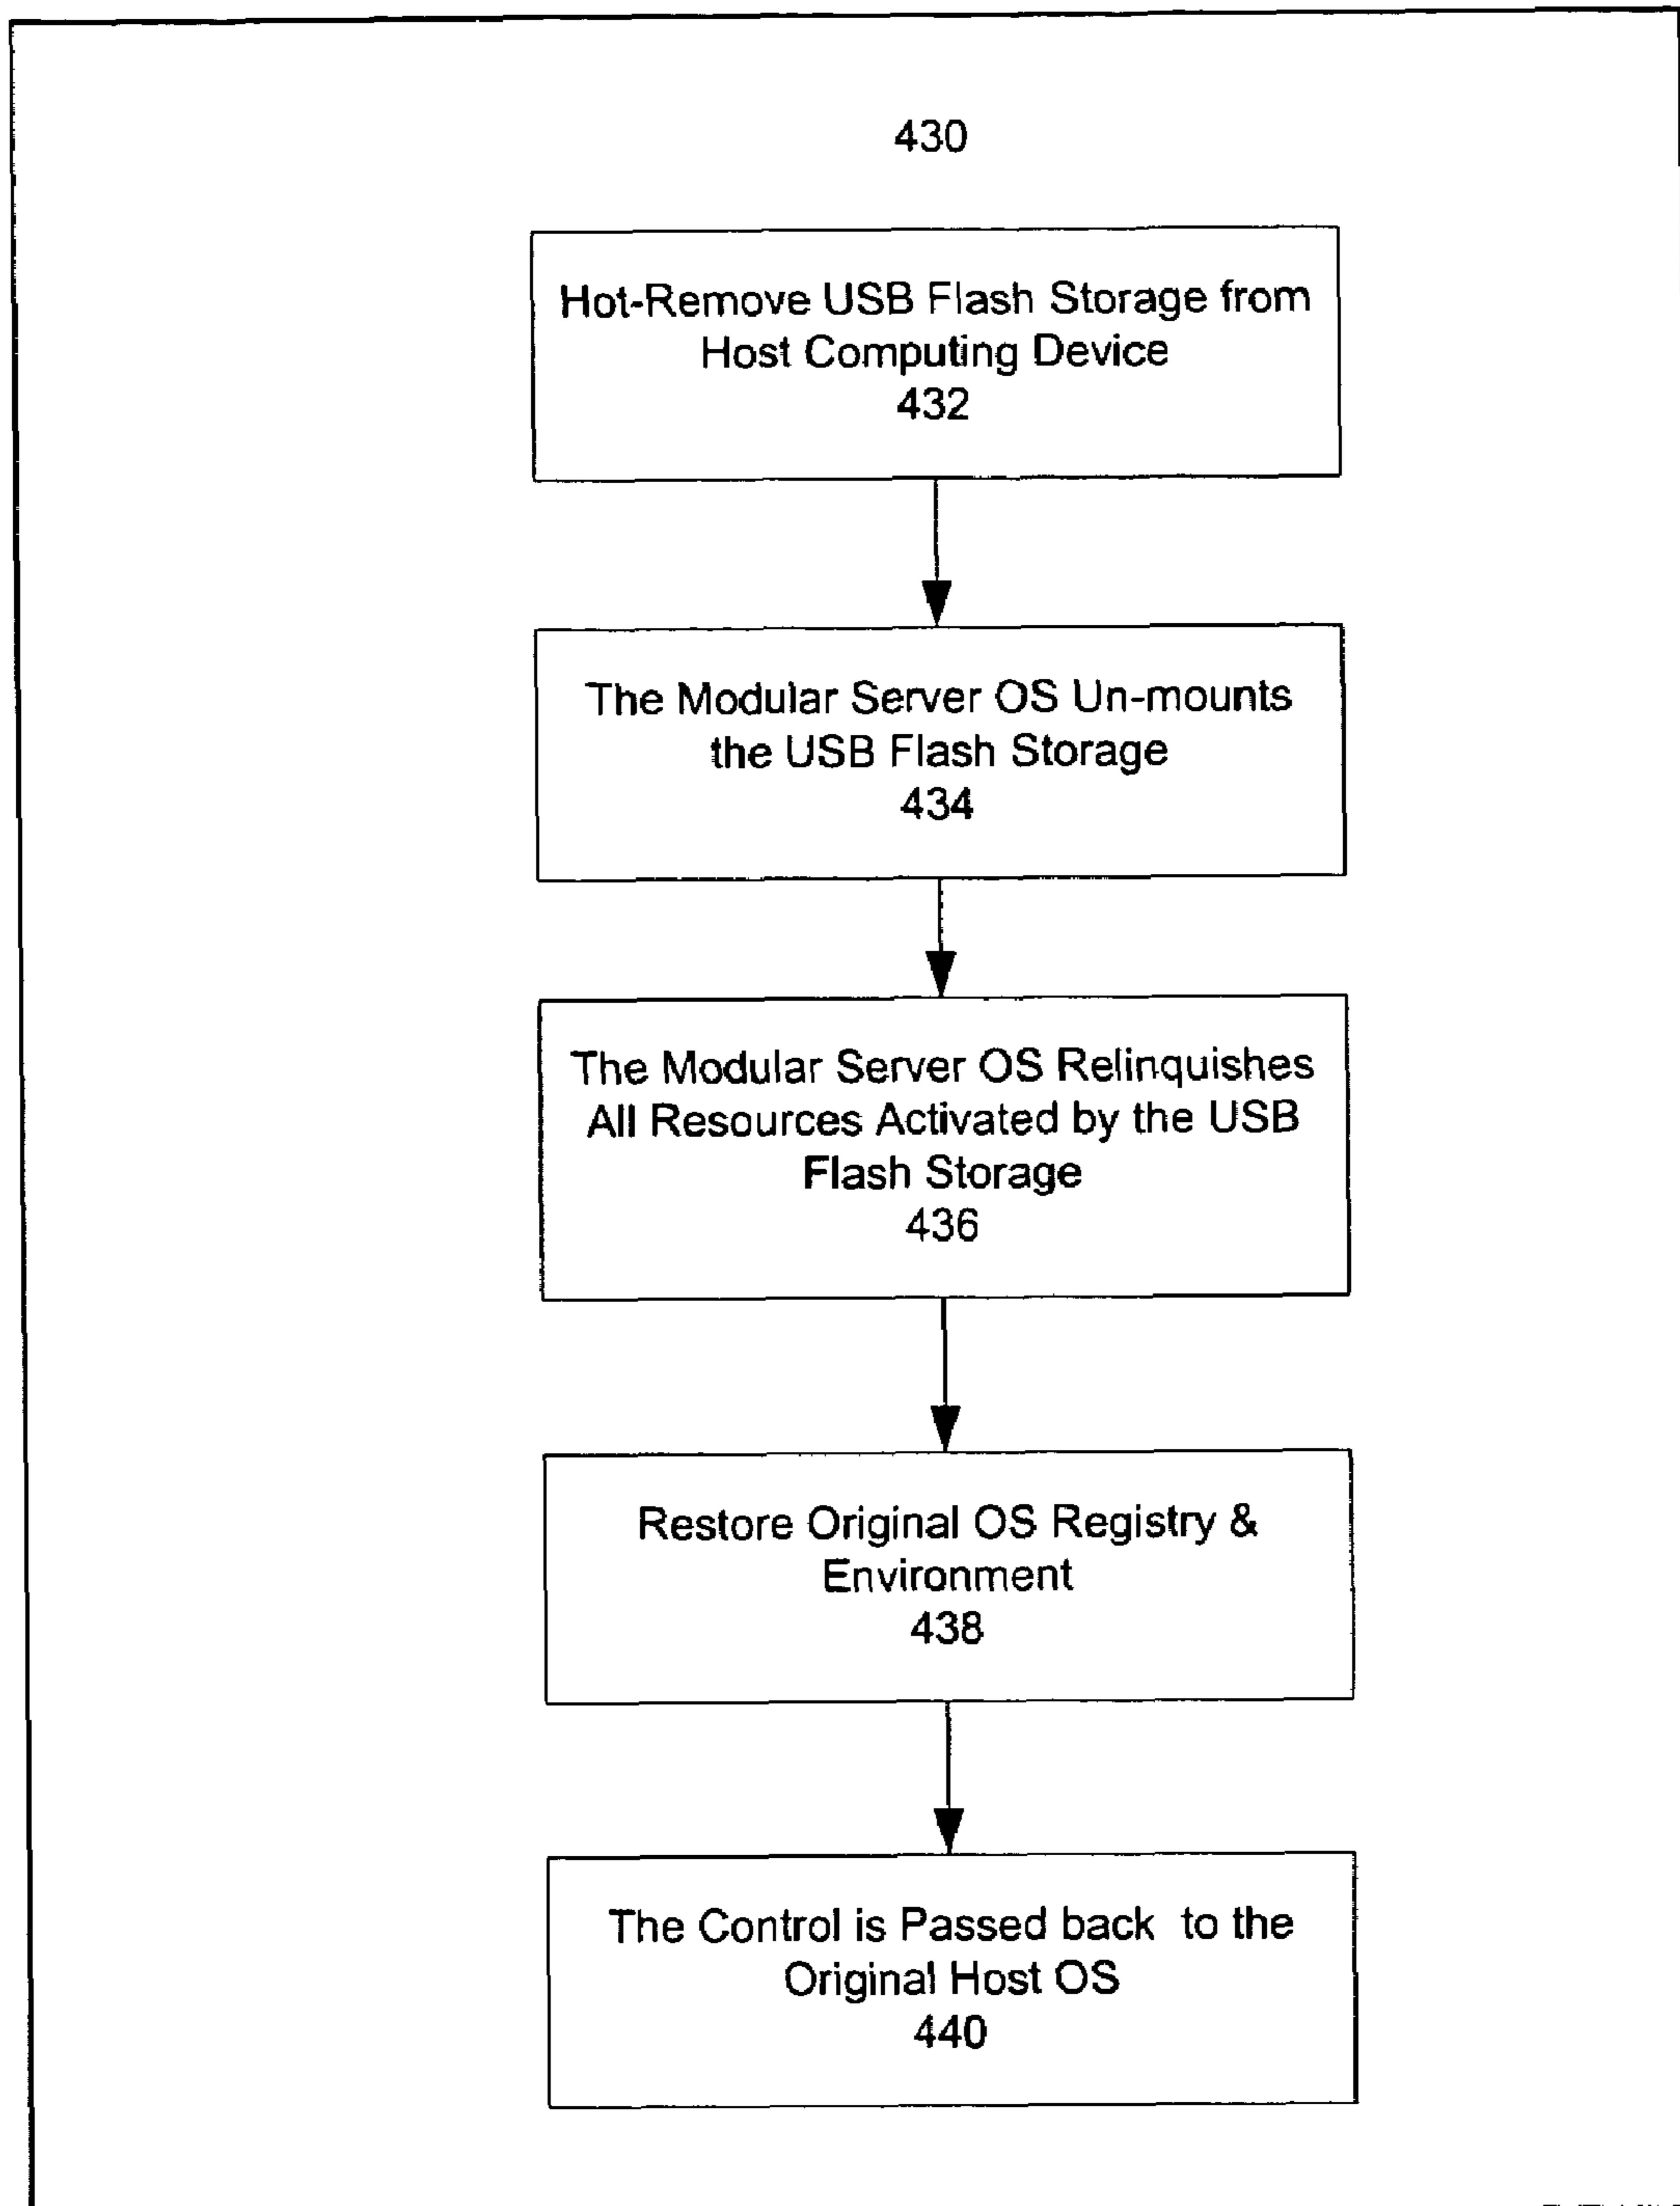 430
Hot-Remove USB Flash Storage from
Host Computing Device
432
The Modular Server OS Un-mounts
the USB Flash Storage
434
The Modular Server OS Relinquishes
All Resources Activated by the USB
Flash Storage
436
Restore Original OS Registry &
Environment
438
The Control is Passed back to the
Original Host OS
440